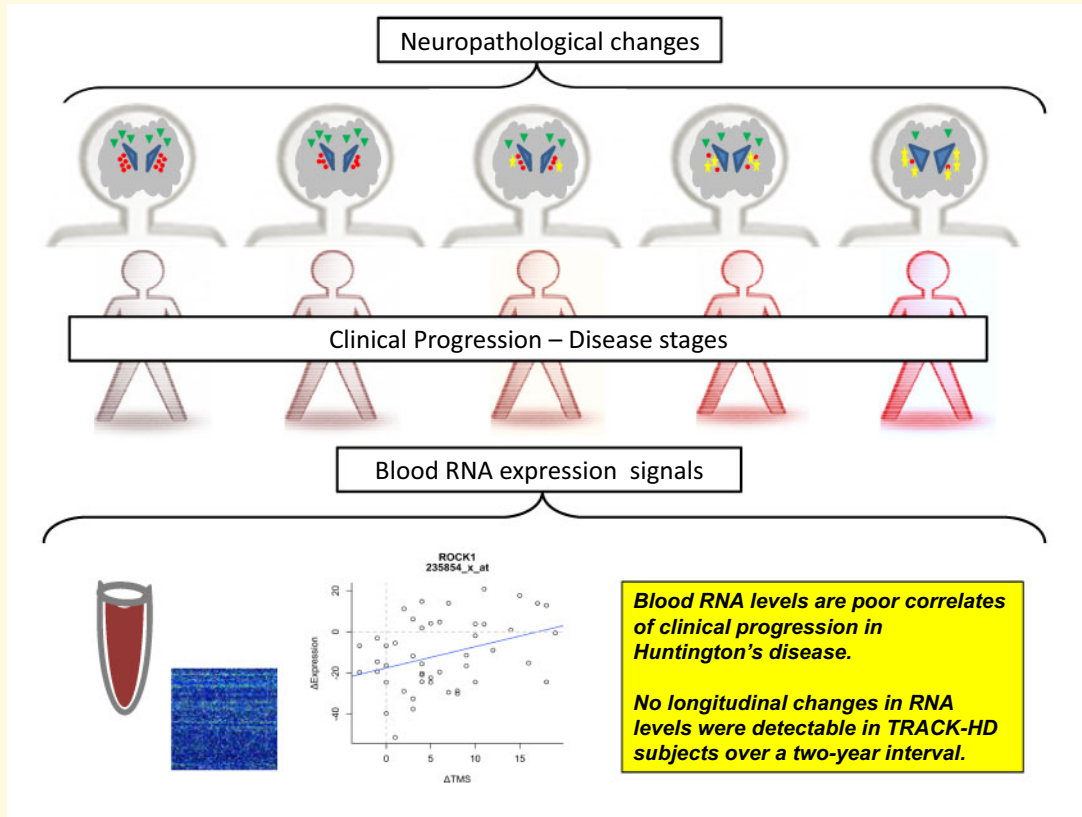 Neuropathological changes
Clinical Progression – Disease stages
Blood RNA expression signals
ROCK1
235854_x_at
ΔExpression
20
0
-20
-40
0
5
10
15
ΔTMS
Blood RNA levels are poor correlates
of clinical progression in
Huntington's disease.
No longitudinal changes in RNA
levels were detectable in TRACK-HD
subjects over a two-year interval.